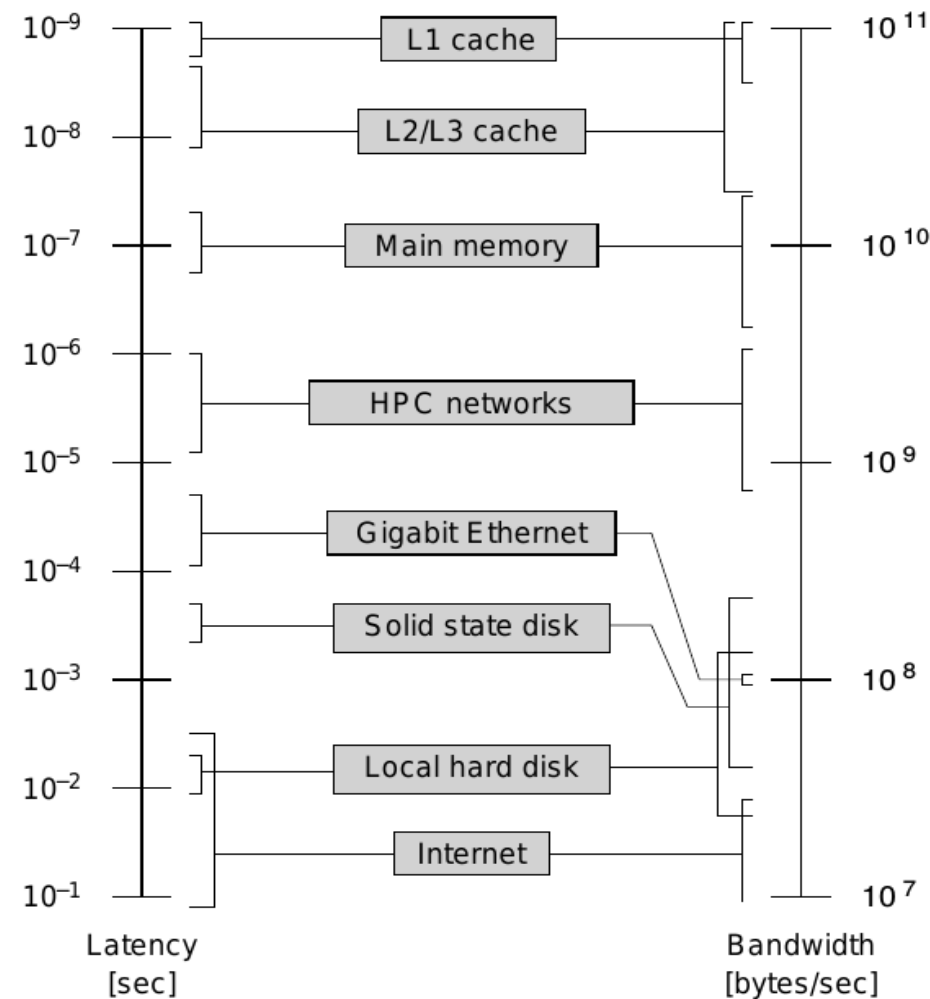 10⁻⁹ L1 cache 10¹¹
10⁻⁸ L2/L3 cache
10⁻⁷ Main memory 10¹⁰
10⁻⁶
HPC networks
10⁻⁵ 10⁹
Gigabit Ethernet
10⁻⁴
Solid state disk
10⁻³ 10⁸
Local hard disk
10⁻²
Internet
10⁻¹ 10⁷
Latency Bandwidth
[sec] [bytes/sec]